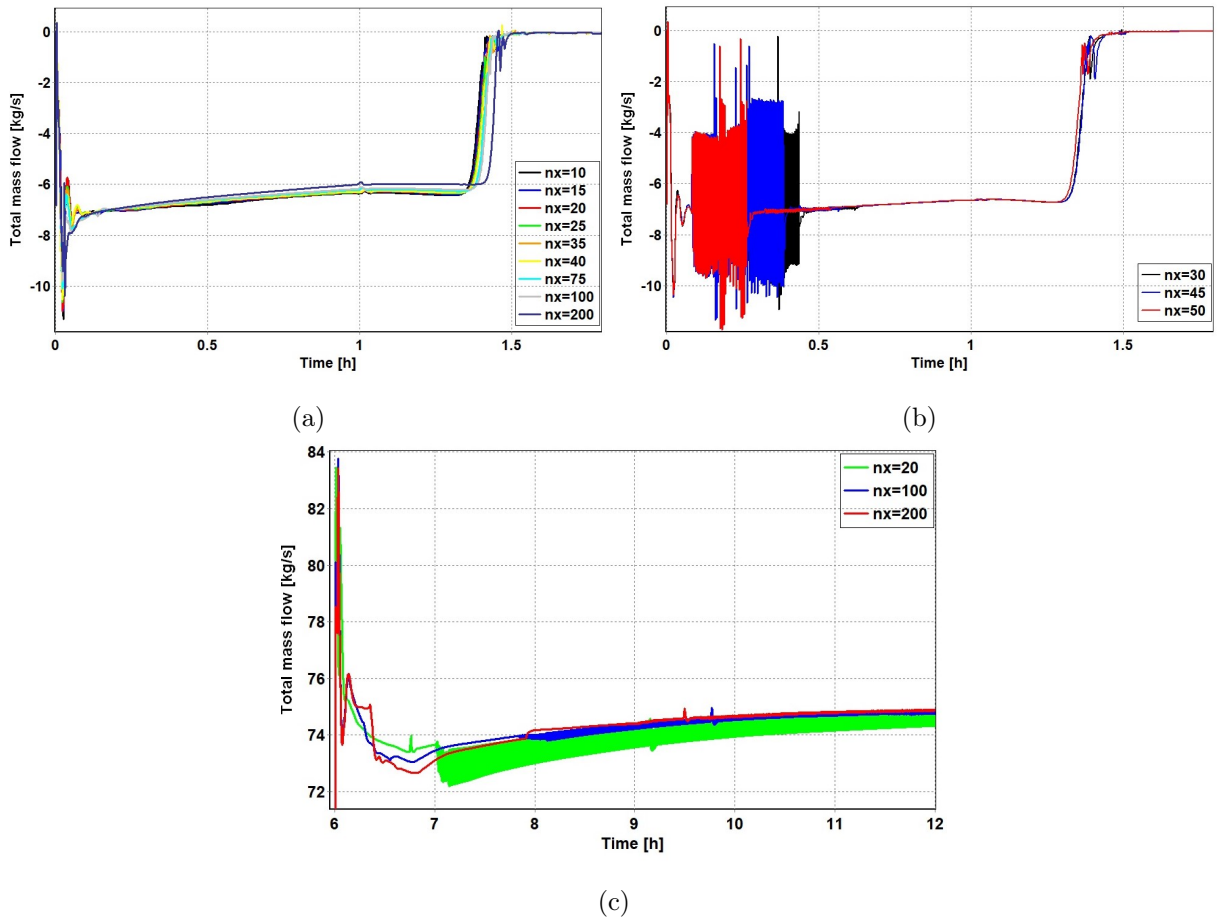 Total mass flow [kg/s]
0
-2
-4
-6
-8
-10
nx=10
nx=15
nx=20
nx=25
nx=35
nx=40
nx=75
nx=100
nx=200
0
0.5
1
1.5
Time [h]
(a)
Total mass flow [kg/s]
0
-2
-4
-6
-8
-10
nx=30
nx=45
nx=50
0
0.5
1
1.5
Time [h]
(b)
Total mass flow [kg/s]
84
82
80
78
76
74
72
nx=20
nx=100
nx=200
6
7
8
9
10
11
12
Time [h]
(c)